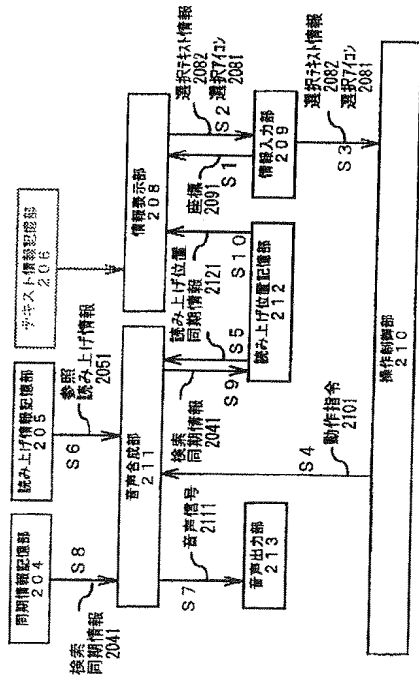 同期情報記憶部
204
読み上げ情報記憶部
205
テキスト情報記憶部
206
S8
検索
同期情報
2041
S6
参照
読み上げ情報
2051
音声合成部
211
情報表示部
208
S7
音声信号
2111
S9
検索
同期情報
2041
S5
読み上げ位置
同期情報
2121
S10
座標
2091
S1
S2
選択テキスト情報
2082
選択アイコン
2081
音声出力部
213
読み上げ位置記憶部
212
情報入力部
209
S4
動作指令
2101
S3
選択テキスト情報
2082
選択アイコン
2081
操作制御部
210